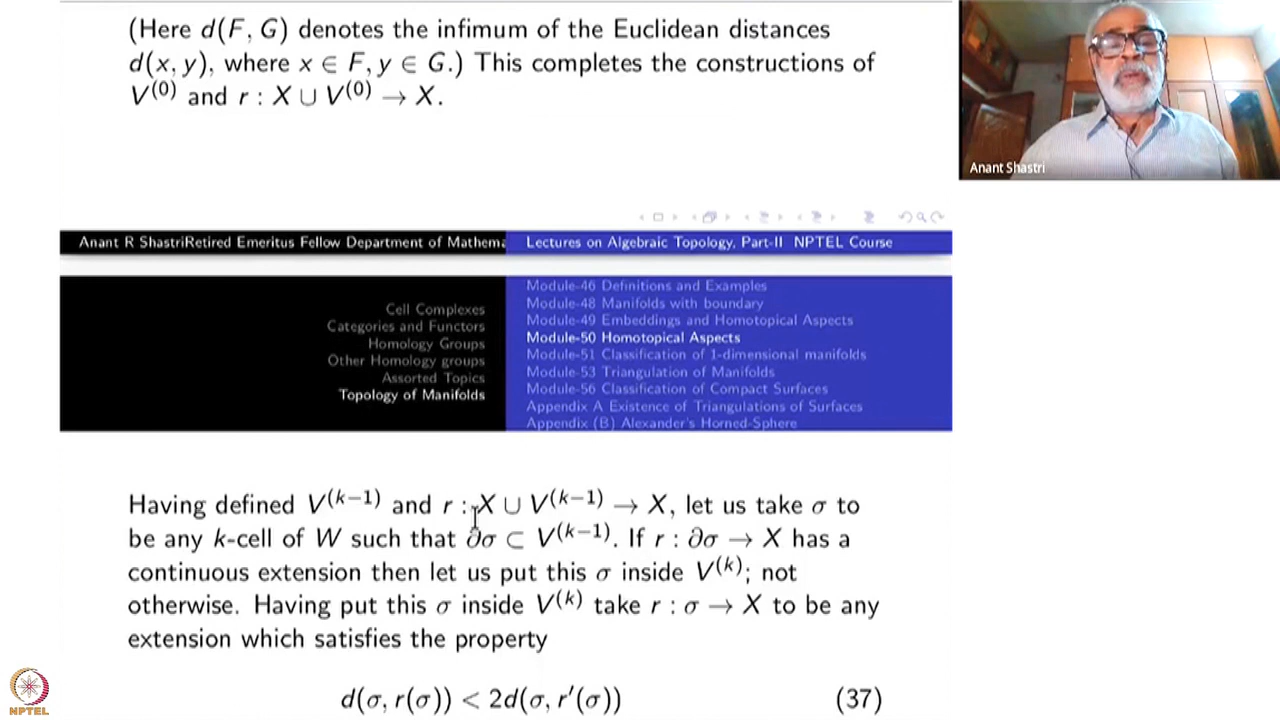 (Here d(F, G) denotes the infimum of the Euclidean distances
d(x, y), where x ∈ F, y ∈ G.) This completes the constructions of
V⁽⁰⁾ and r : X ∪ V⁽⁰⁾ → X.
Anant Shastri
Anant R ShastriRetired Emeritus Fellow Department of Mathema
Lectures on Algebraic Topology, Part-II NPTEL Course
Cell Complexes
Categories and Functors
Homology Groups
Other Homology groups
Assorted Topics
Topology of Manifolds
Module-46 Definitions and Examples
Module-48 Manifolds with boundary
Module-49 Embeddings and Homotopical Aspects
Module-50 Homotopical Aspects
Module-51 Classification of 1-dimensional manifolds
Module-53 Triangulation of Manifolds
Module-56 Classification of Compact Surfaces
Appendix A Existence of Triangulations of Surfaces
Appendix (B) Alexander's Horned-Sphere
Having defined V⁽ᵏ⁻¹⁾ and r : X ∪ V⁽ᵏ⁻¹⁾ → X, let us take σ to
be any k-cell of W such that ∂σ ⊂ V⁽ᵏ⁻¹⁾. If r : ∂σ → X has a
continuous extension then let us put this σ inside V⁽ᵏ⁾; not
otherwise. Having put this σ inside V⁽ᵏ⁾ take r : σ → X to be any
extension which satisfies the property
d(σ, r(σ)) < 2d(σ, r′(σ)) (37)
NPTEL